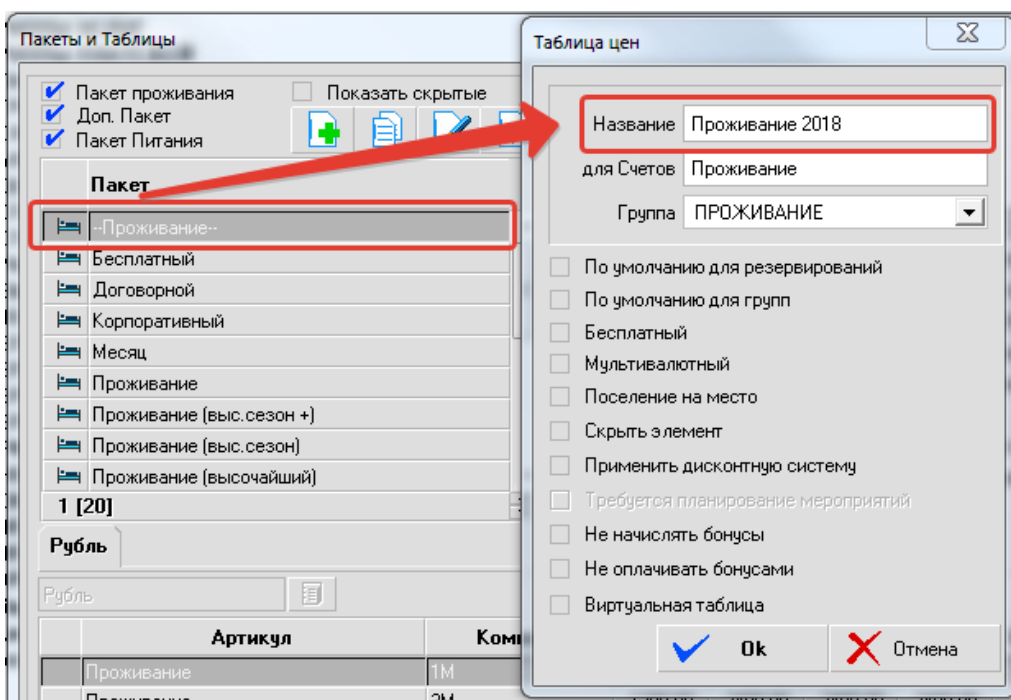 Пакеты и Таблицы
Пакет проживания
Показать скрытые
Доп. Пакет
Пакет Питания
Пакет
--Проживание--
Бесплатный
Договорной
Корпоративный
Месяц
Проживание
Проживание (выс.сезон +)
Проживание (выс.сезон)
Проживание (высочайший)
1 [20]
Рубль
Рубль
Артикул
Проживание 1М
Таблица цен
Название Проживание 2018
для Счетов Проживание
Группа ПРОЖИВАНИЕ
По умолчанию для резервирований
По умолчанию для групп
Бесплатный
Мультивалютный
Поселение на место
Скрыть элемент
Применить дисконтную систему
Требуется планирование мероприятий
Не начислять бонусы
Не оплачивать бонусами
Виртуальная таблица
Ok Отмена